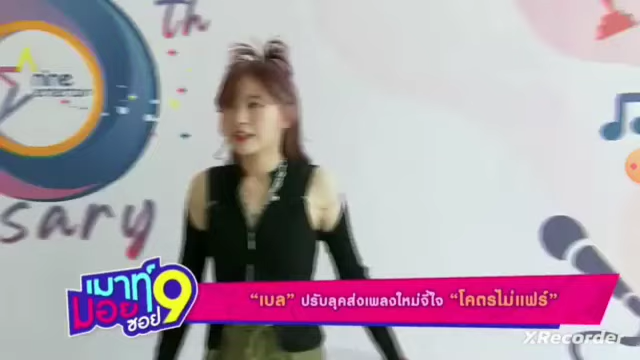 th
nine
entertain
sary
เมาท์
มอย
ซอย 9
“เบล” ปรับลุคส่งเพลงใหม่จี๊ใจ “โคตรไม่แฟร์”
XRecorder